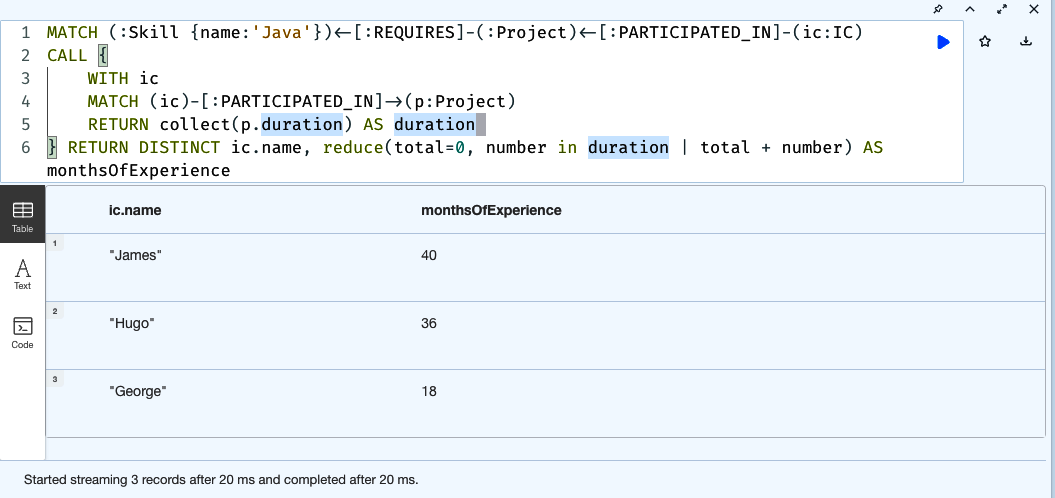 1 MATCH (:Skill {name:'Java'})<-[:REQUIRES]-(:Project)<-[:PARTICIPATED_IN]-(ic:IC)
2 CALL {
3 WITH ic
4 MATCH (ic)-[:PARTICIPATED_IN]->(p:Project)
5 RETURN collect(p.duration) AS duration
6 } RETURN DISTINCT ic.name, reduce(total=0, number in duration | total + number) AS
monthsOfExperience
Table
Text
Code
ic.name monthsOfExperience
1 "James" 40
2 "Hugo" 36
3 "George" 18
Started streaming 3 records after 20 ms and completed after 20 ms.